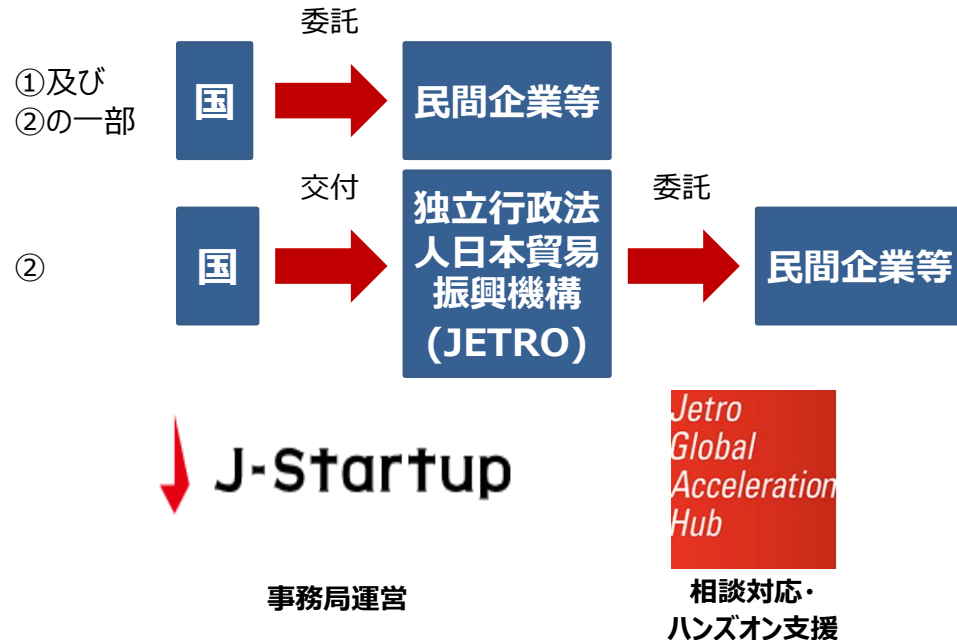 委託
①及び
②の一部
国
民間企業等
交付
委託
②
国
独立行政法
人日本貿易
振興機構
(JETRO)
民間企業等
J-Startup
Jetro
Global
Acceleration
Hub
事務局運営
相談対応・
ハンズオン支援